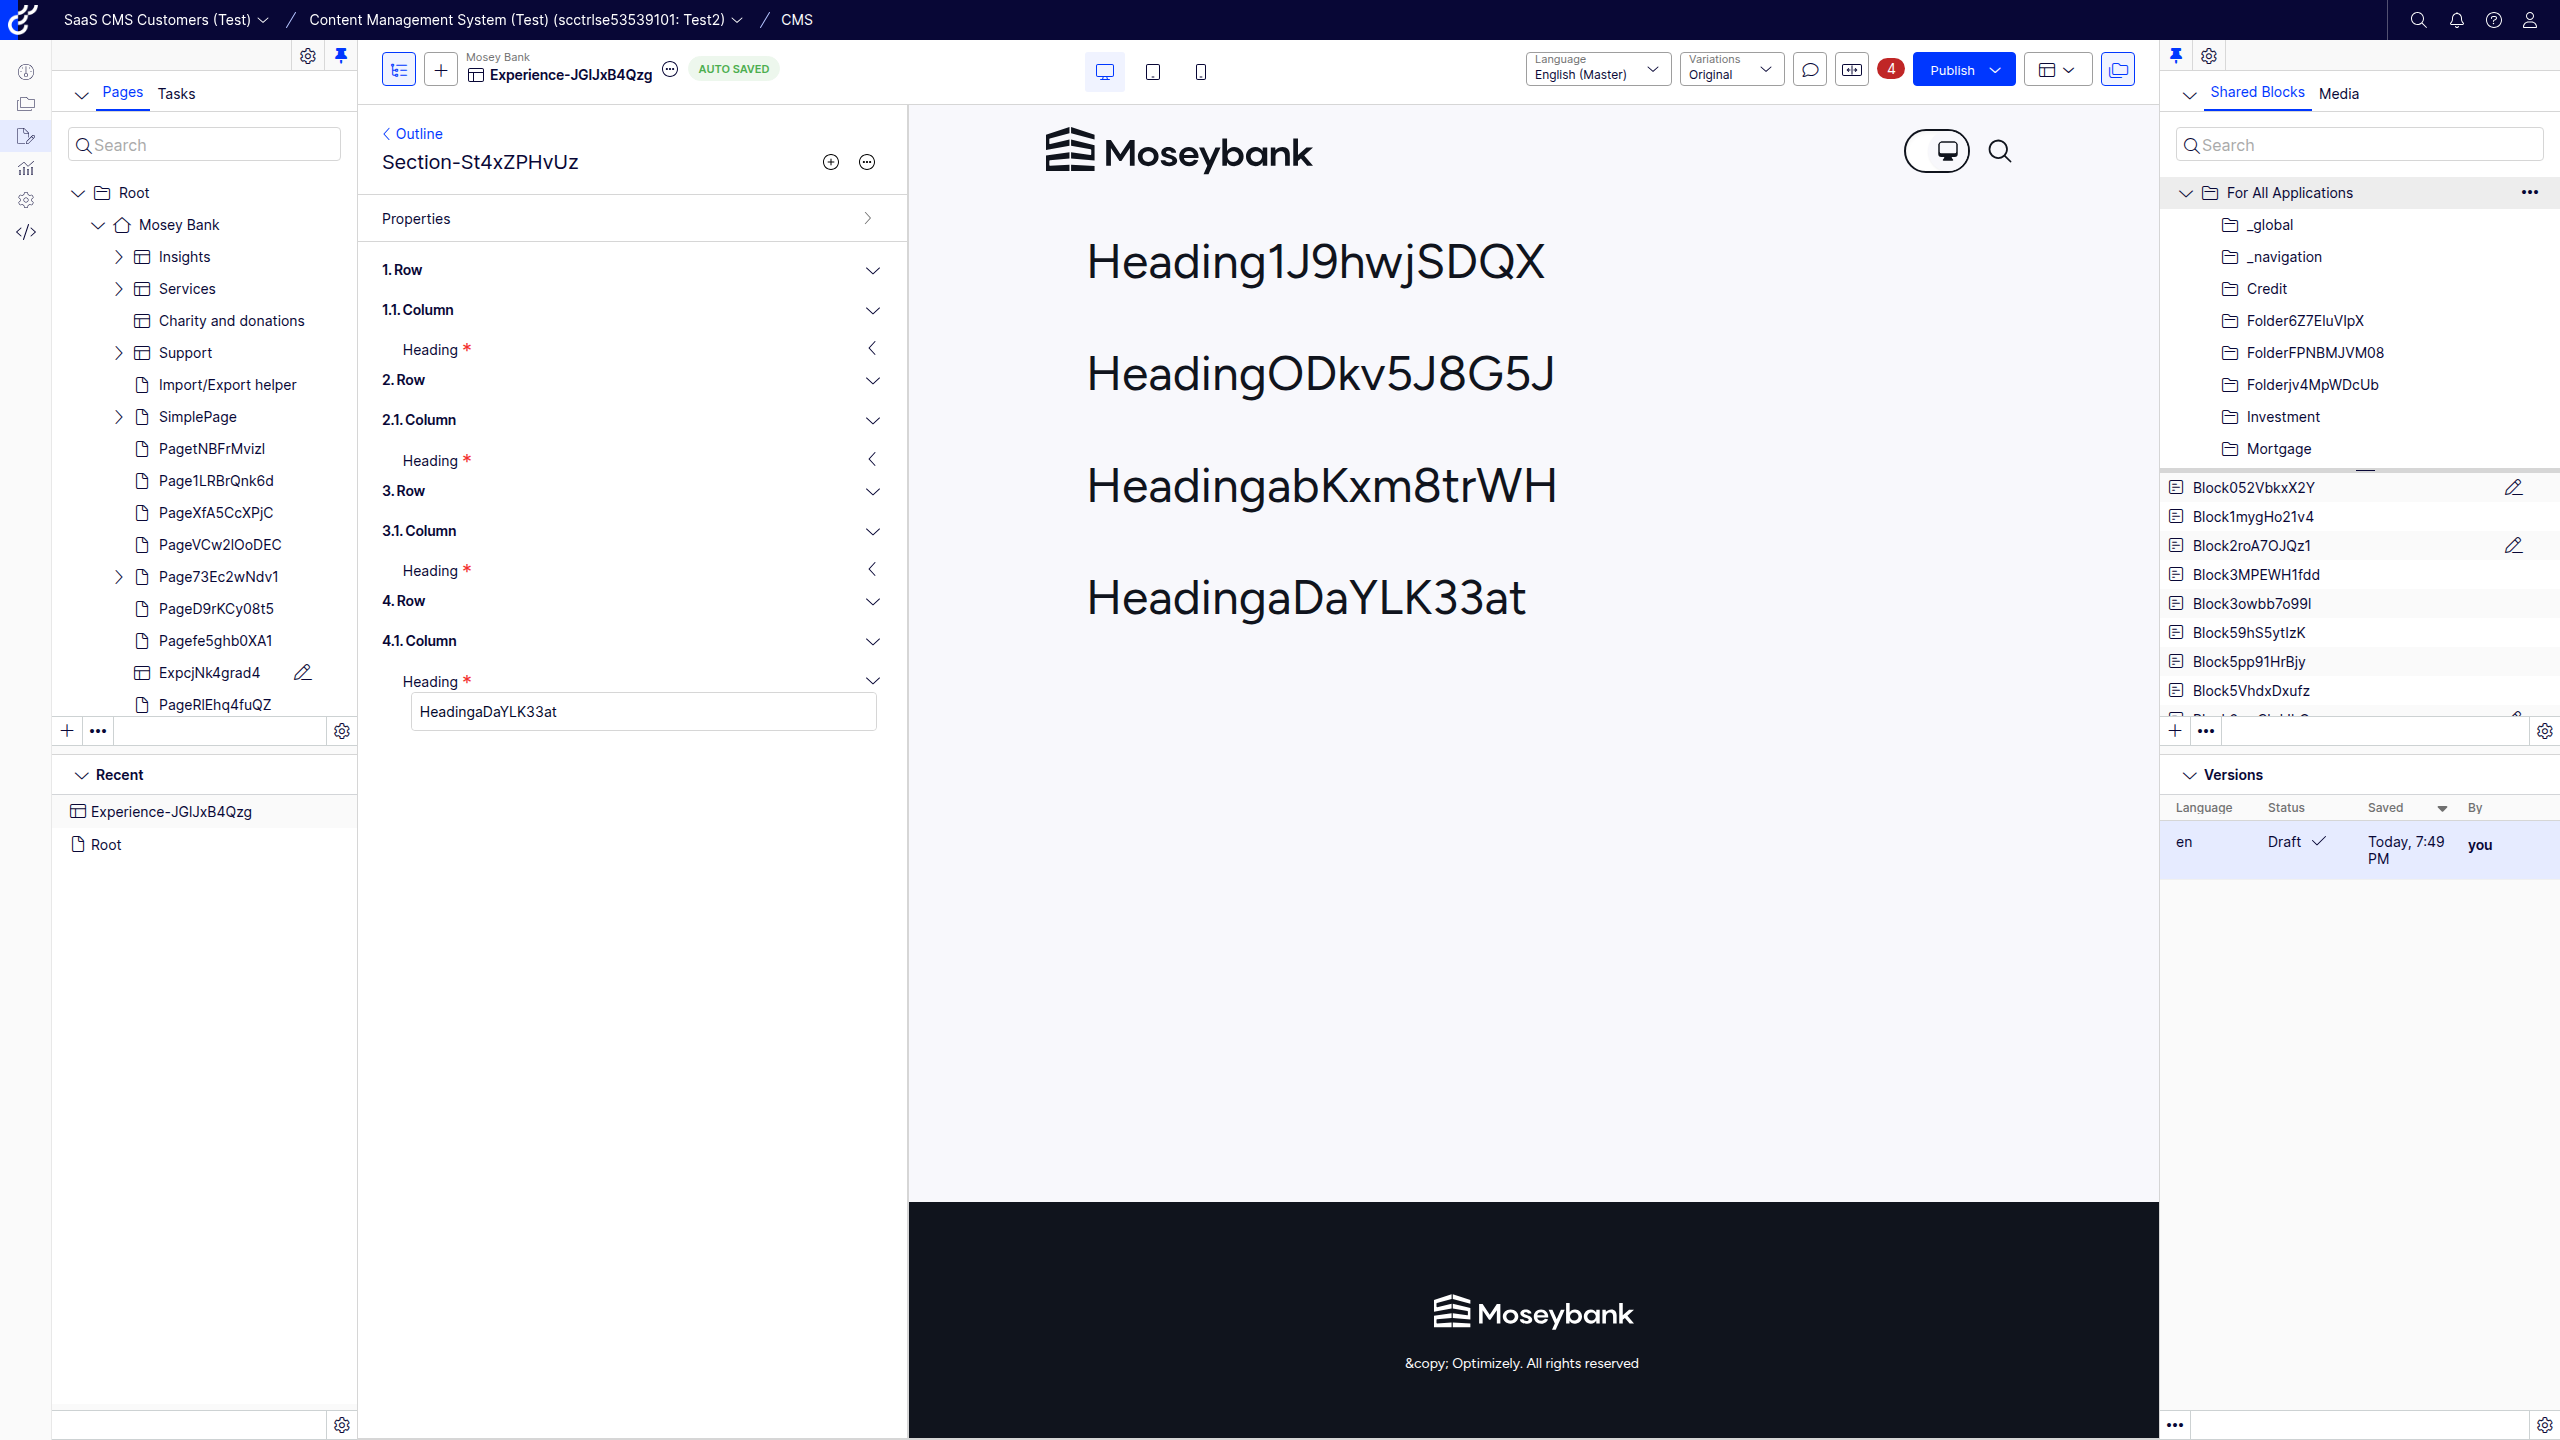 SaaS CMS Customers (Test) / Content Management System (Test) (scctrlse53539101: Test2) / CMS
Pages Tasks
Search
Root
Mosey Bank
Insights
Services
Charity and donations
Support
Import/Export helper
SimplePage
PagetNBFrMvizI
Page1LRBrQnk6d
PageXfA5CcXPjC
PageVCw2IOoDEC
Page73Ec2wNdv1
PageD9rKCy08t5
Pagefe5ghb0XA1
ExpcjNk4grad4
PageRIEhq4fuQZ
Recent
Experience-JGIJxB4Qzg
Root
Mosey Bank
Experience-JGIJxB4Qzg
AUTO SAVED
Language
English (Master)
Variations
Original
4
Publish
Outline
Section-St4xZPHvUz
Properties
1. Row
1.1. Column
Heading *
2. Row
2.1. Column
Heading *
3. Row
3.1. Column
Heading *
4. Row
4.1. Column
Heading *
HeadingaDaYLK33at
Moseybank
Heading1J9hwjSDQX
HeadingODkv5J8G5J
HeadingabKxm8trWH
HeadingaDaYLK33at
Moseybank
&copy; Optimizely. All rights reserved
Shared Blocks Media
Search
For All Applications
_global
_navigation
Credit
Folder6Z7EluVlpX
FolderFPNBMJVM08
Folderjv4MpWDcUb
Investment
Mortgage
Block052VbkxX2Y
Block1mygHo21v4
Block2roA7OJQz1
Block3MPEWH1fdd
Block3owbb7o99I
Block59hS5ytIzK
Block5pp91HrBjy
Block5VhdxDxufz
Versions
Language Status Saved By
en Draft Today, 7:49 PM you